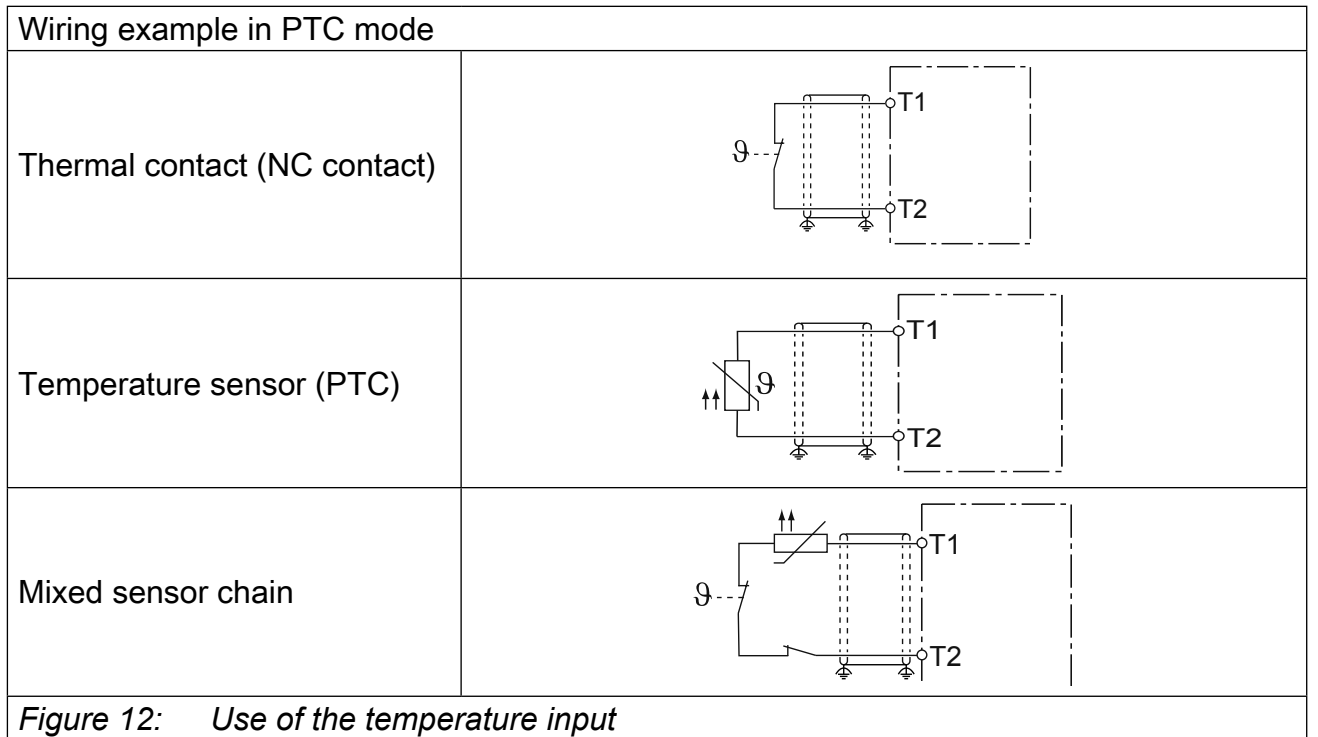 Wiring example in PTC mode
Thermal contact (NC contact)
T1
ϑ
T2
Temperature sensor (PTC)
T1
ϑ
T2
Mixed sensor chain
T1
ϑ
T2
Figure 12: Use of the temperature input